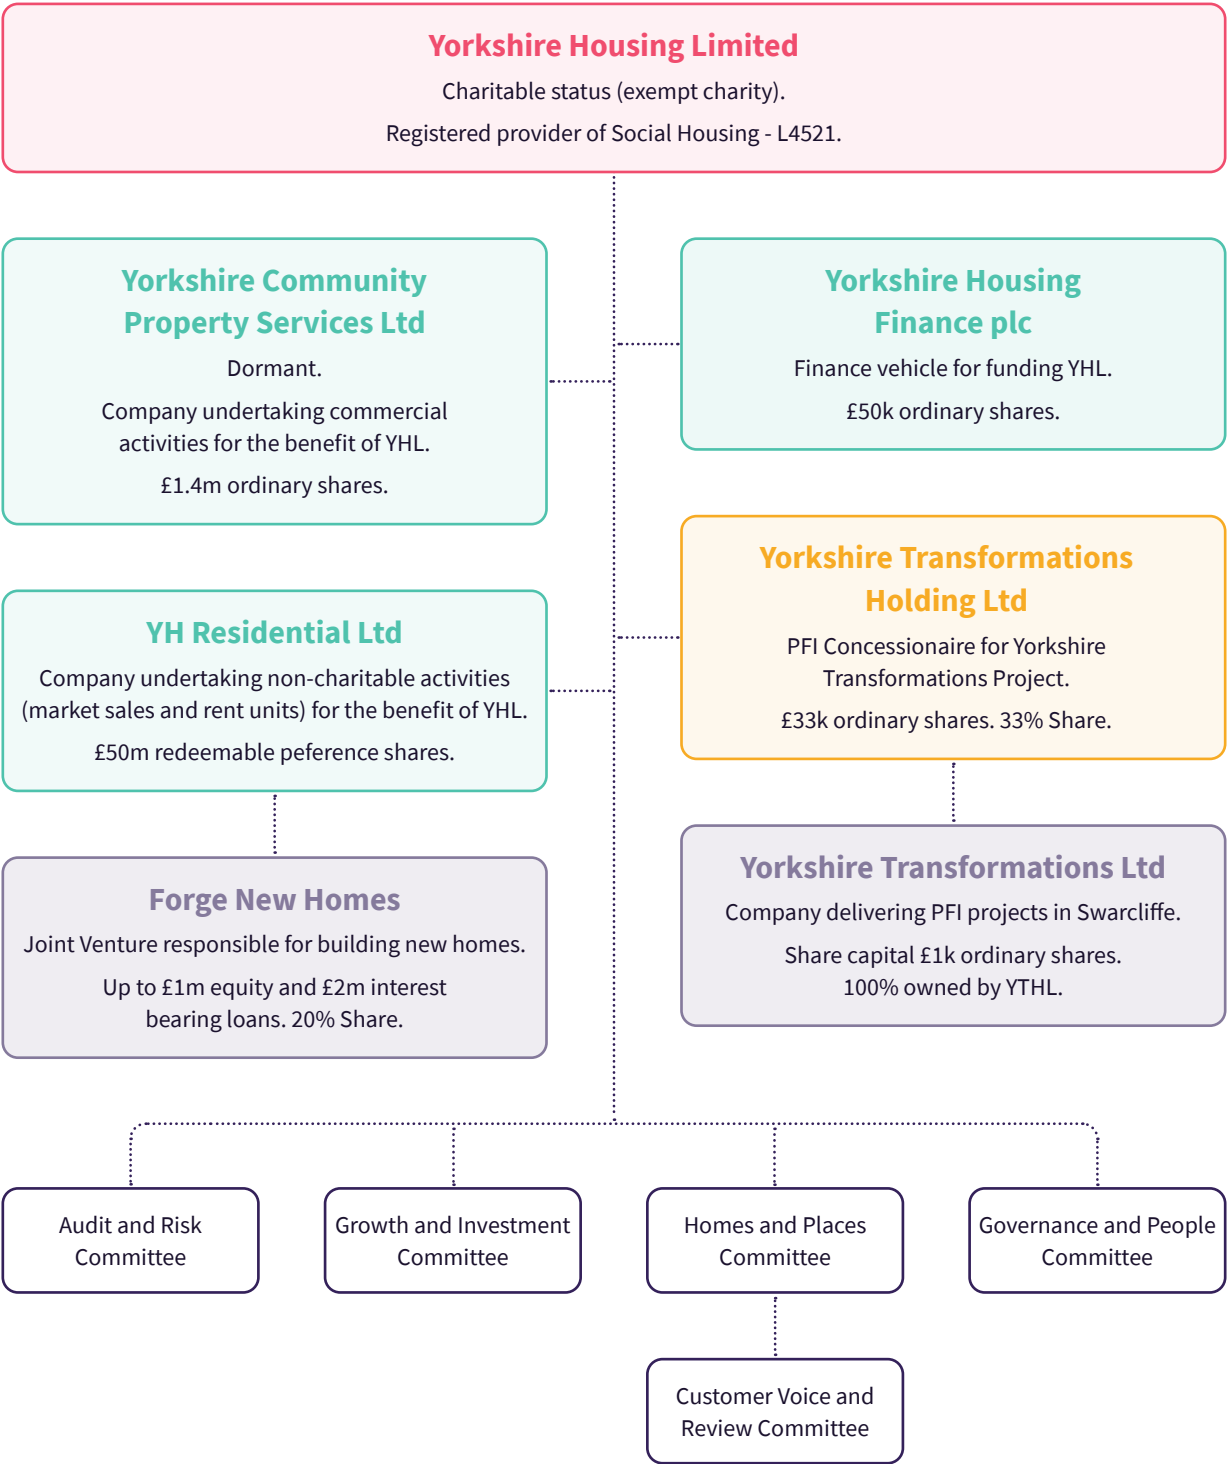 Yorkshire Housing Limited
Charitable status (exempt charity).
Registered provider of Social Housing - L4521.
Yorkshire Community
Property Services Ltd
Dormant.
Company undertaking commercial
activities for the benefit of YHL.
£1.4m ordinary shares.
Yorkshire Housing
Finance plc
Finance vehicle for funding YHL.
£50k ordinary shares.
YH Residential Ltd
Company undertaking non-charitable activities
(market sales and rent units) for the benefit of YHL.
£50m redeemable peference shares.
Yorkshire Transformations
Holding Ltd
PFI Concessionaire for Yorkshire
Transformations Project.
£33k ordinary shares. 33% Share.
Forge New Homes
Joint Venture responsible for building new homes.
Up to £1m equity and £2m interest
bearing loans. 20% Share.
Yorkshire Transformations Ltd
Company delivering PFI projects in Swarcliffe.
Share capital £1k ordinary shares.
100% owned by YTHL.
Audit and Risk
Committee
Growth and Investment
Committee
Homes and Places
Committee
Governance and People
Committee
Customer Voice and
Review Committee